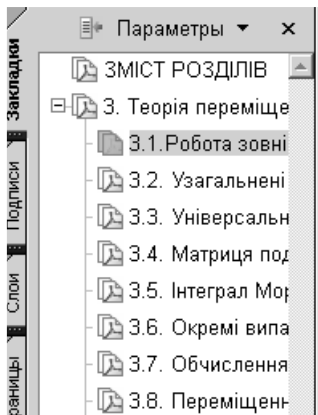 Параметры
ЗМІСТ РОЗДІЛІВ
3. Теорія переміще
3.1.Робота зовні
3.2. Узагальнені
3.3. Універсальн
3.4. Матриця под
3.5. Інтеграл Мор
3.6. Окремі випа
3.7. Обчислення
3.8. Переміщенн
Закладки
Подписи
Слои
раницы